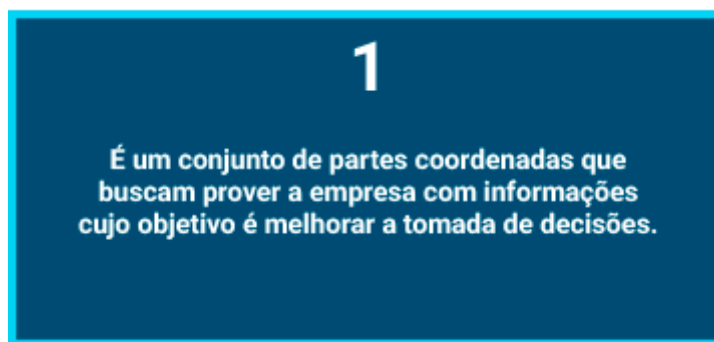 1
É um conjunto de partes coordenadas que
buscam prover a empresa com informações
cujo objetivo é melhorar a tomada de decisões.